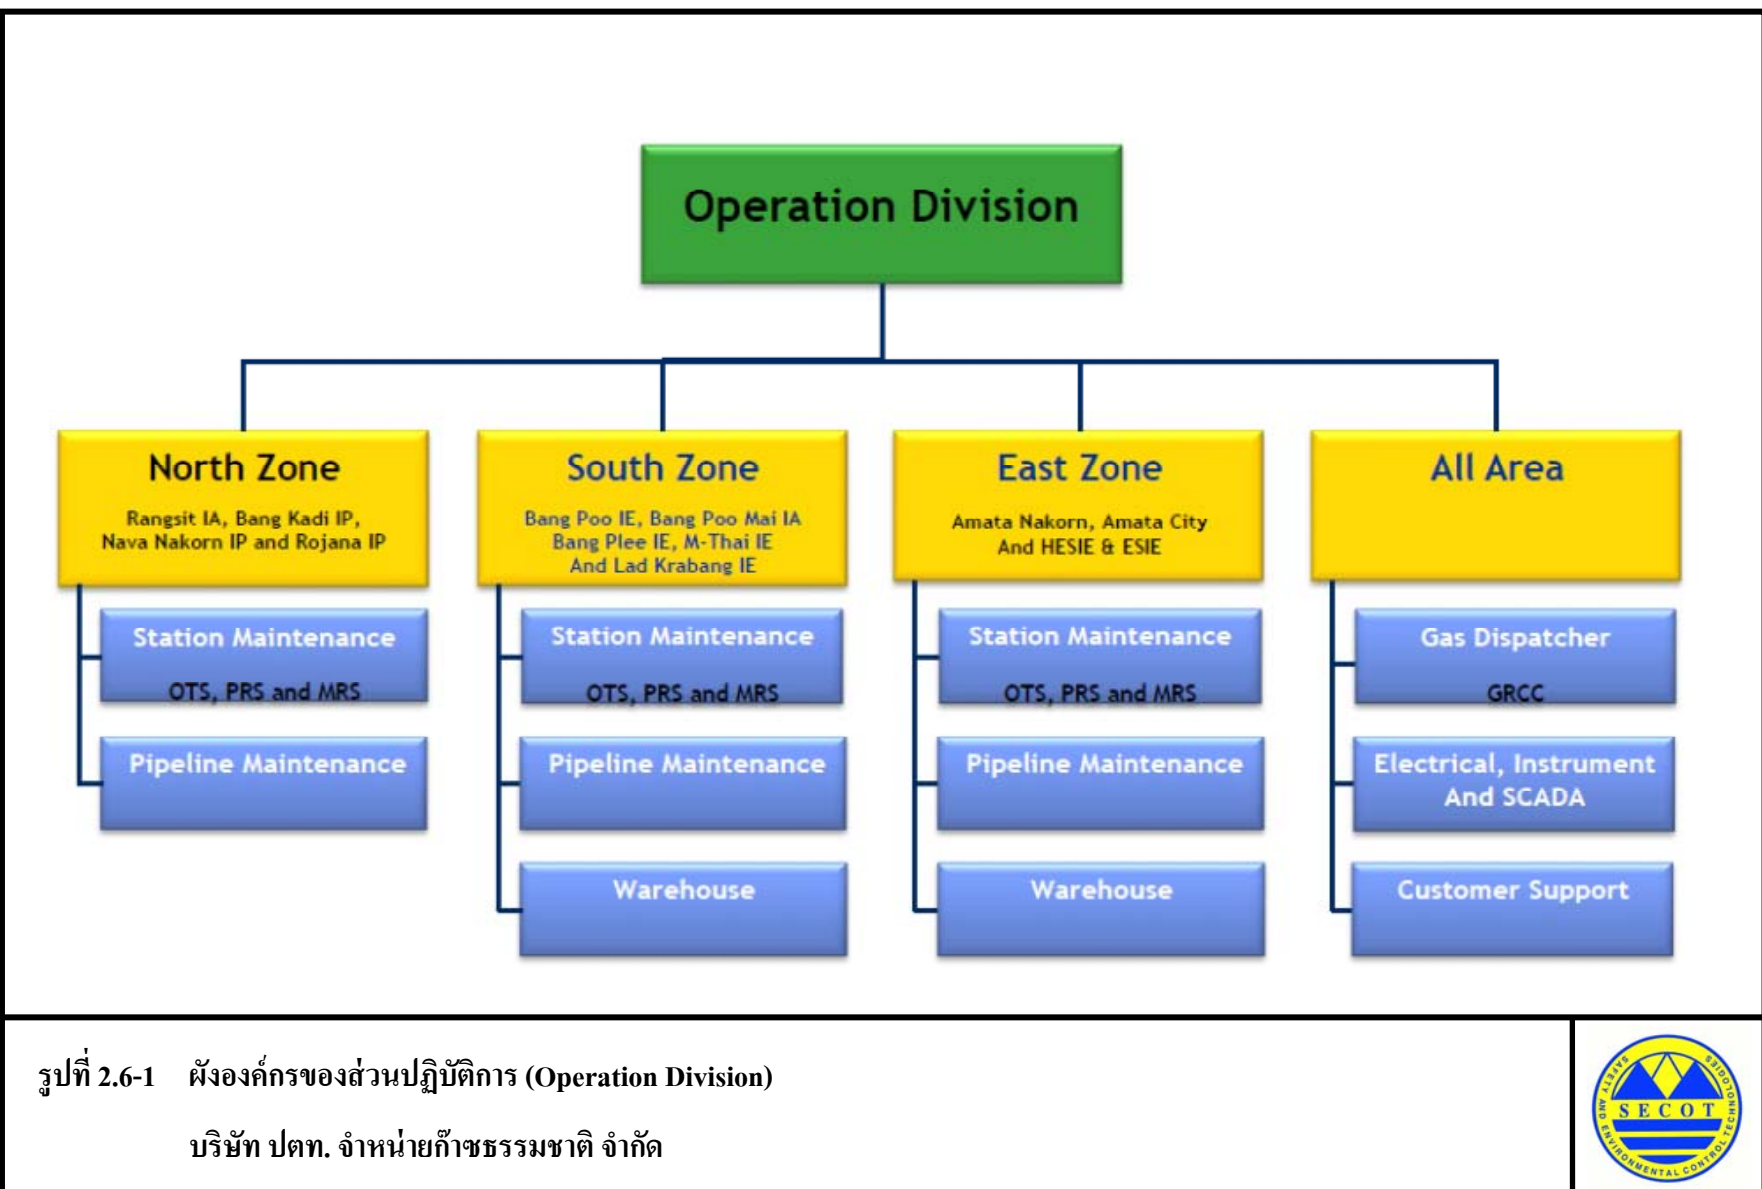 Operation Division
North Zone
Rangsit IA, Bang Kadi IP,
Nava Nakorn IP and Rojana IP
South Zone
Bang Poo IE, Bang Poo Mai IA
Bang Plee IE, M-Thai IE
And Lad Krabang IE
East Zone
Amata Nakorn, Amata City
And HESIE & ESIE
All Area
Station Maintenance
OTS, PRS and MRS
Pipeline Maintenance
Station Maintenance
OTS, PRS and MRS
Pipeline Maintenance
Warehouse
Station Maintenance
OTS, PRS and MRS
Pipeline Maintenance
Warehouse
Gas Dispatcher
GRCC
Electrical, Instrument
And SCADA
Customer Support
รูปที่ 2.6-1 ผังองค์กรของส่วนปฏิบัติการ (Operation Division)
บริษัท ปตท. จำหน่ายก๊าซธรรมชาติ จำกัด
SECOT
SAFETY AND ENVIRONMENTAL CONTROL TECHNOLOGIES